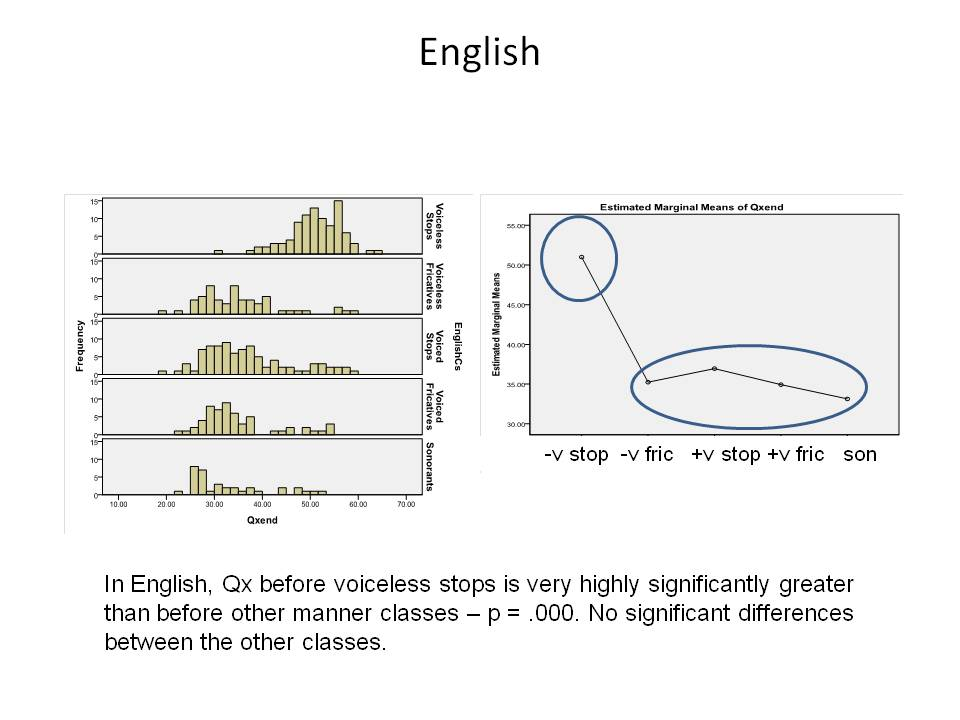 English
Voiceless
Stops
Voiceless
Fricatives
Voiced
Stops
Voiced
Fricatives
Sonorants
EnglishCs
Frequency
15
10
5
0
15
10
5
0
15
10
5
0
15
10
5
0
15
10
5
0
10.00 20.00 30.00 40.00 50.00 60.00 70.00
Qxend
Estimated Marginal Means of Qxend
Estimated Marginal Means
55.00
50.00
45.00
40.00
35.00
30.00
-v stop -v fric +v stop +v fric son
In English, Qx before voiceless stops is very highly significantly greater
than before other manner classes – p = .000. No significant differences
between the other classes.